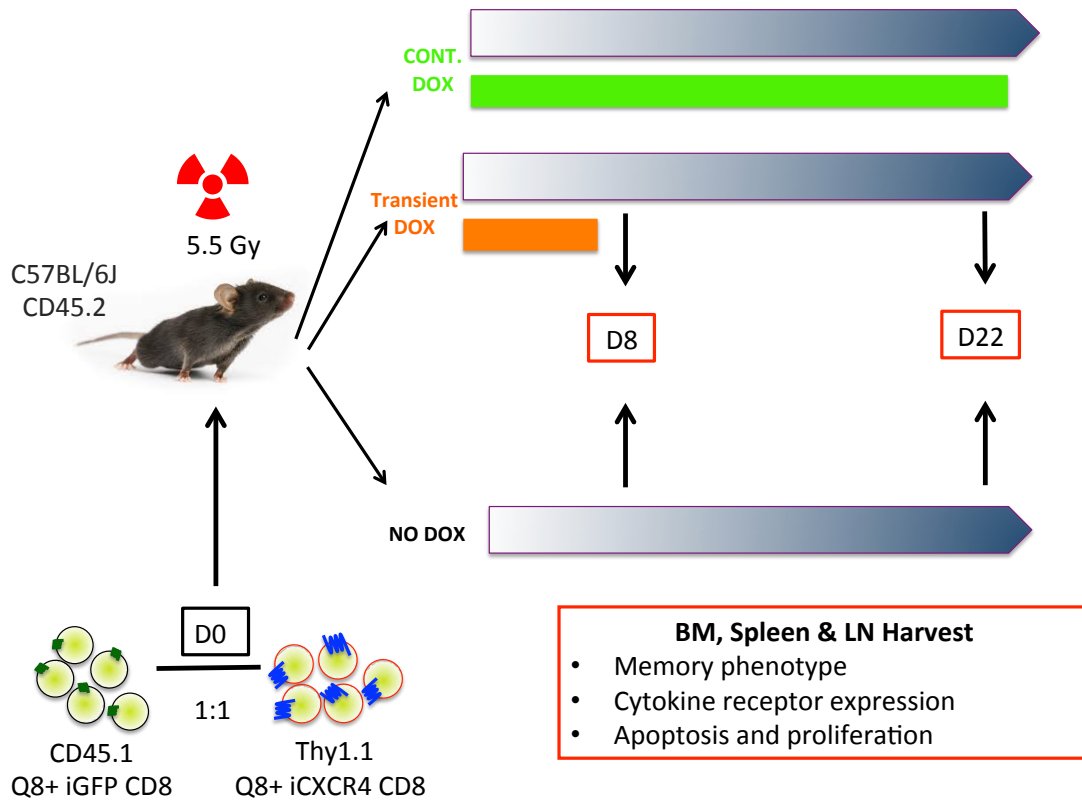 CONT.
DOX
Transient
DOX
5.5 Gy
C57BL/6J
CD45.2
D8
D22
NO DOX
D0
1:1
CD45.1
Q8+ iGFP CD8
Thy1.1
Q8+ iCXCR4 CD8
BM, Spleen & LN Harvest
• Memory phenotype
• Cytokine receptor expression
• Apoptosis and proliferation